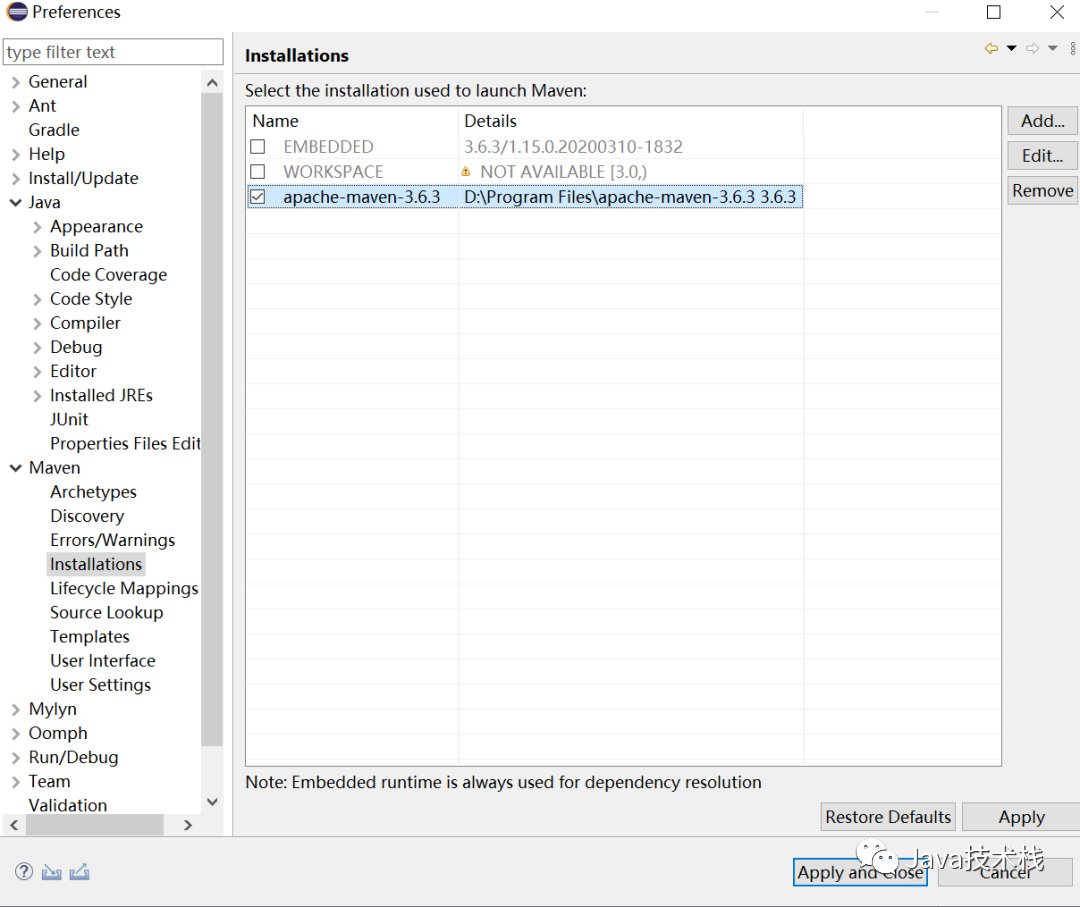 Preferences
type filter text
General
Ant
Gradle
Help
Install/Update
Java
Appearance
Build Path
Code Coverage
Code Style
Compiler
Debug
Editor
Installed JREs
JUnit
Properties Files Edit
Maven
Archetypes
Discovery
Errors/Warnings
Installations
Lifecycle Mappings
Source Lookup
Templates
User Interface
User Settings
Mylyn
Oomph
Run/Debug
Team
Validation
Installations
Select the installation used to launch Maven:
Name Details
EMBEDDED 3.6.3/1.15.0.20200310-1832
WORKSPACE NOT AVAILABLE [3.0,)
apache-maven-3.6.3 D:\Program Files\apache-maven-3.6.3 3.6.3
Add...
Edit...
Remove
Note: Embedded runtime is always used for dependency resolution
Restore Defaults Apply
Java技术栈
Apply and Close Cancel